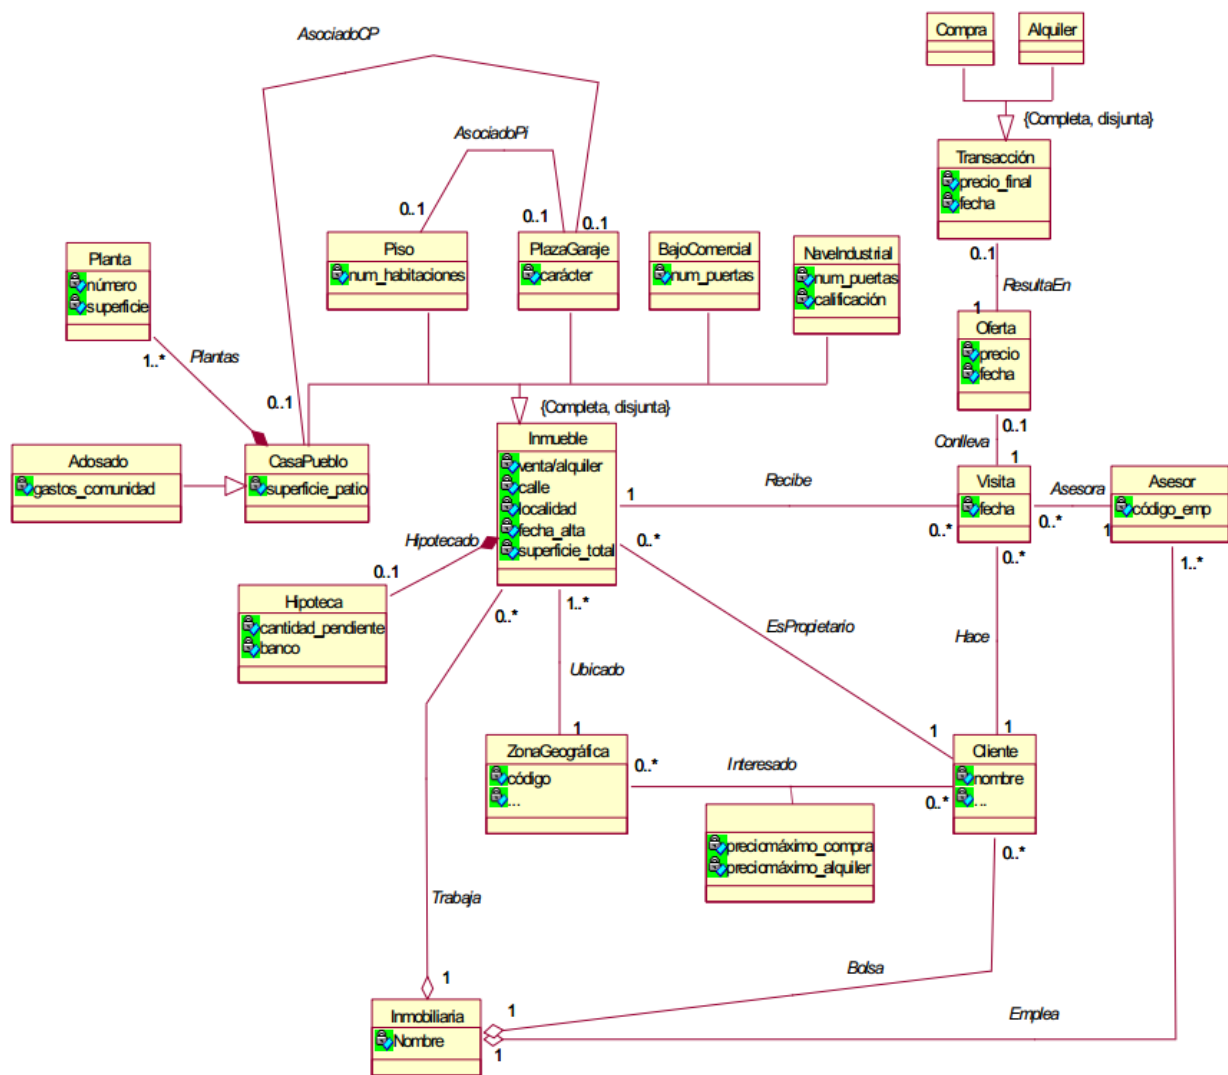 AsociadoCP
Compra
Alquiler
{Completa, disjunta}
AsociadoPi
Transacción
precio_final
fecha
0..1
0..1
0..1
0..1
Planta
número
superficie
Piso
num_habitaciones
PlazaGaraje
carácter
BajoComercial
num_puertas
NaveIndustrial
num_puertas
calificación
ResultaEn
1
Oferta
precio
fecha
1..*
Plantas
0..1
{Completa, disjunta}
0..1
Conlleva
1
Adosado
gastos_comunidad
CasaPueblo
superficie_patio
Inmueble
venta/alquiler
calle
localidad
fecha_alta
superficie_total
1
Recibe
0..*
Visita
fecha
Asesora
0..*
1
Asesor
código_emp
Hipotecado
0..1
0..*
0..*
1..*
Hipoteca
cantidad_pendiente
banco
0..*
1..*
EsPropietario
Hace
Ubicado
1
1
1
ZonaGeográfica
código
...
0..*
Interesado
0..*
Cliente
nombre
...
preciomáximo_compra
preciomáximo_alquiler
0..*
Trabaja
Bolsa
1
Inmobiliaria
Nombre
1
1
Emplea